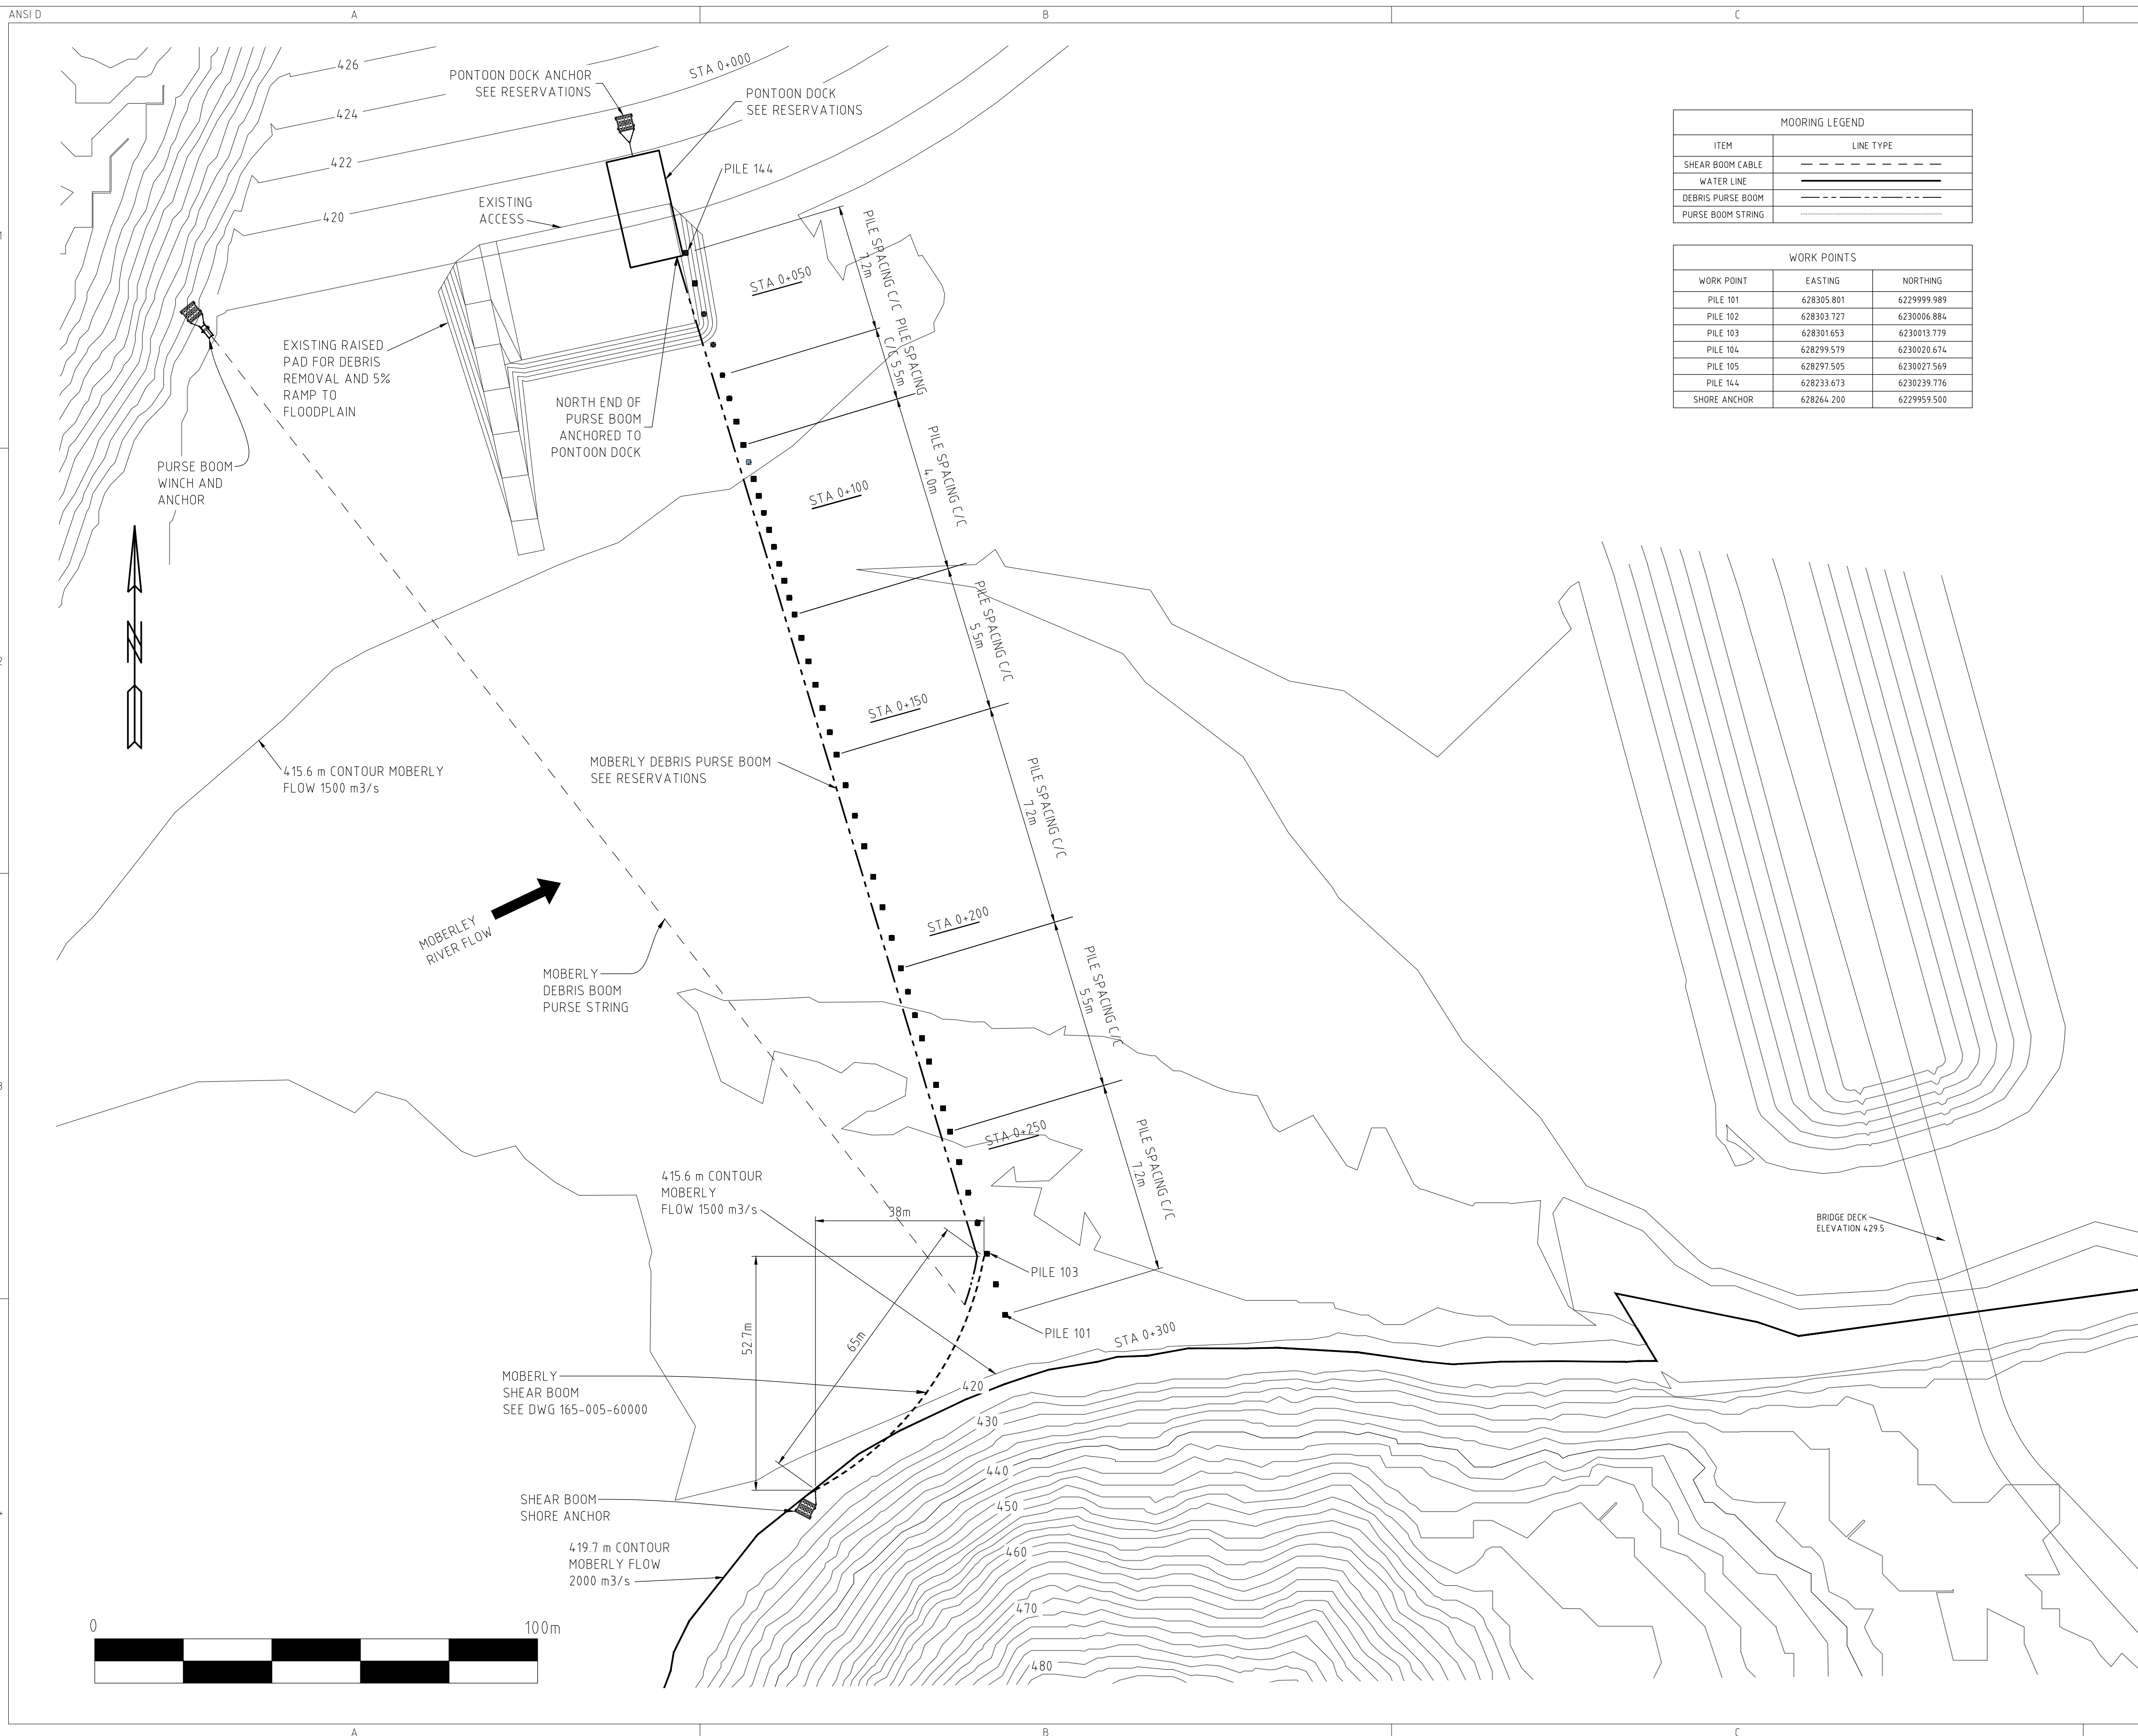 ANSI D
A
B
C
426
424
422
420
STA 0+000
PONTOON DOCK ANCHOR
SEE RESERVATIONS
PONTOON DOCK
SEE RESERVATIONS
PILE 144
EXISTING
ACCESS
MOORING LEGEND
ITEM LINE TYPE
SHEAR BOOM CABLE
WATER LINE
DEBRIS PURSE BOOM
PURSE BOOM STRING
WORK POINTS
WORK POINT EASTING NORTHING
PILE 101 628305.801 6229999.989
PILE 102 628303.727 6230006.884
PILE 103 628301.653 6230013.779
PILE 104 628299.579 6230020.674
PILE 105 628297.505 6230027.569
PILE 144 628233.673 6230239.776
SHORE ANCHOR 628264.200 6229959.500
1
PILE SPACING C/C
7.2m
STA 0+050
PILE SPACING
C/C 5.5m
EXISTING RAISED
PAD FOR DEBRIS
REMOVAL AND 5%
RAMP TO
FLOODPLAIN
NORTH END OF
PURSE BOOM
ANCHORED TO
PONTOON DOCK
PURSE BOOM
WINCH AND
ANCHOR
PILE SPACING C/C
4.0m
STA 0+100
N
PILE SPACING C/C
5.5m
2
STA 0+150
415.6 m CONTOUR MOBERLY
FLOW 1500 m3/s
MOBERLY DEBRIS PURSE BOOM
SEE RESERVATIONS
PILE SPACING C/C
7.2m
STA 0+200
MOBERLEY
RIVER FLOW
MOBERLY
DEBRIS BOOM
PURSE STRING
PILE SPACING C/C
5.5m
3
STA 0+250
415.6 m CONTOUR
MOBERLY
FLOW 1500 m3/s
PILE SPACING C/C
7.2m
38m
BRIDGE DECK
ELEVATION 429.5
PILE 103
52.7m
65m
PILE 101
STA 0+300
MOBERLY
SHEAR BOOM
SEE DWG 165-005-60000
420
430
440
450
460
470
480
SHEAR BOOM
SHORE ANCHOR
4
419.7 m CONTOUR
MOBERLY FLOW
2000 m3/s
0 100m
A
B
C